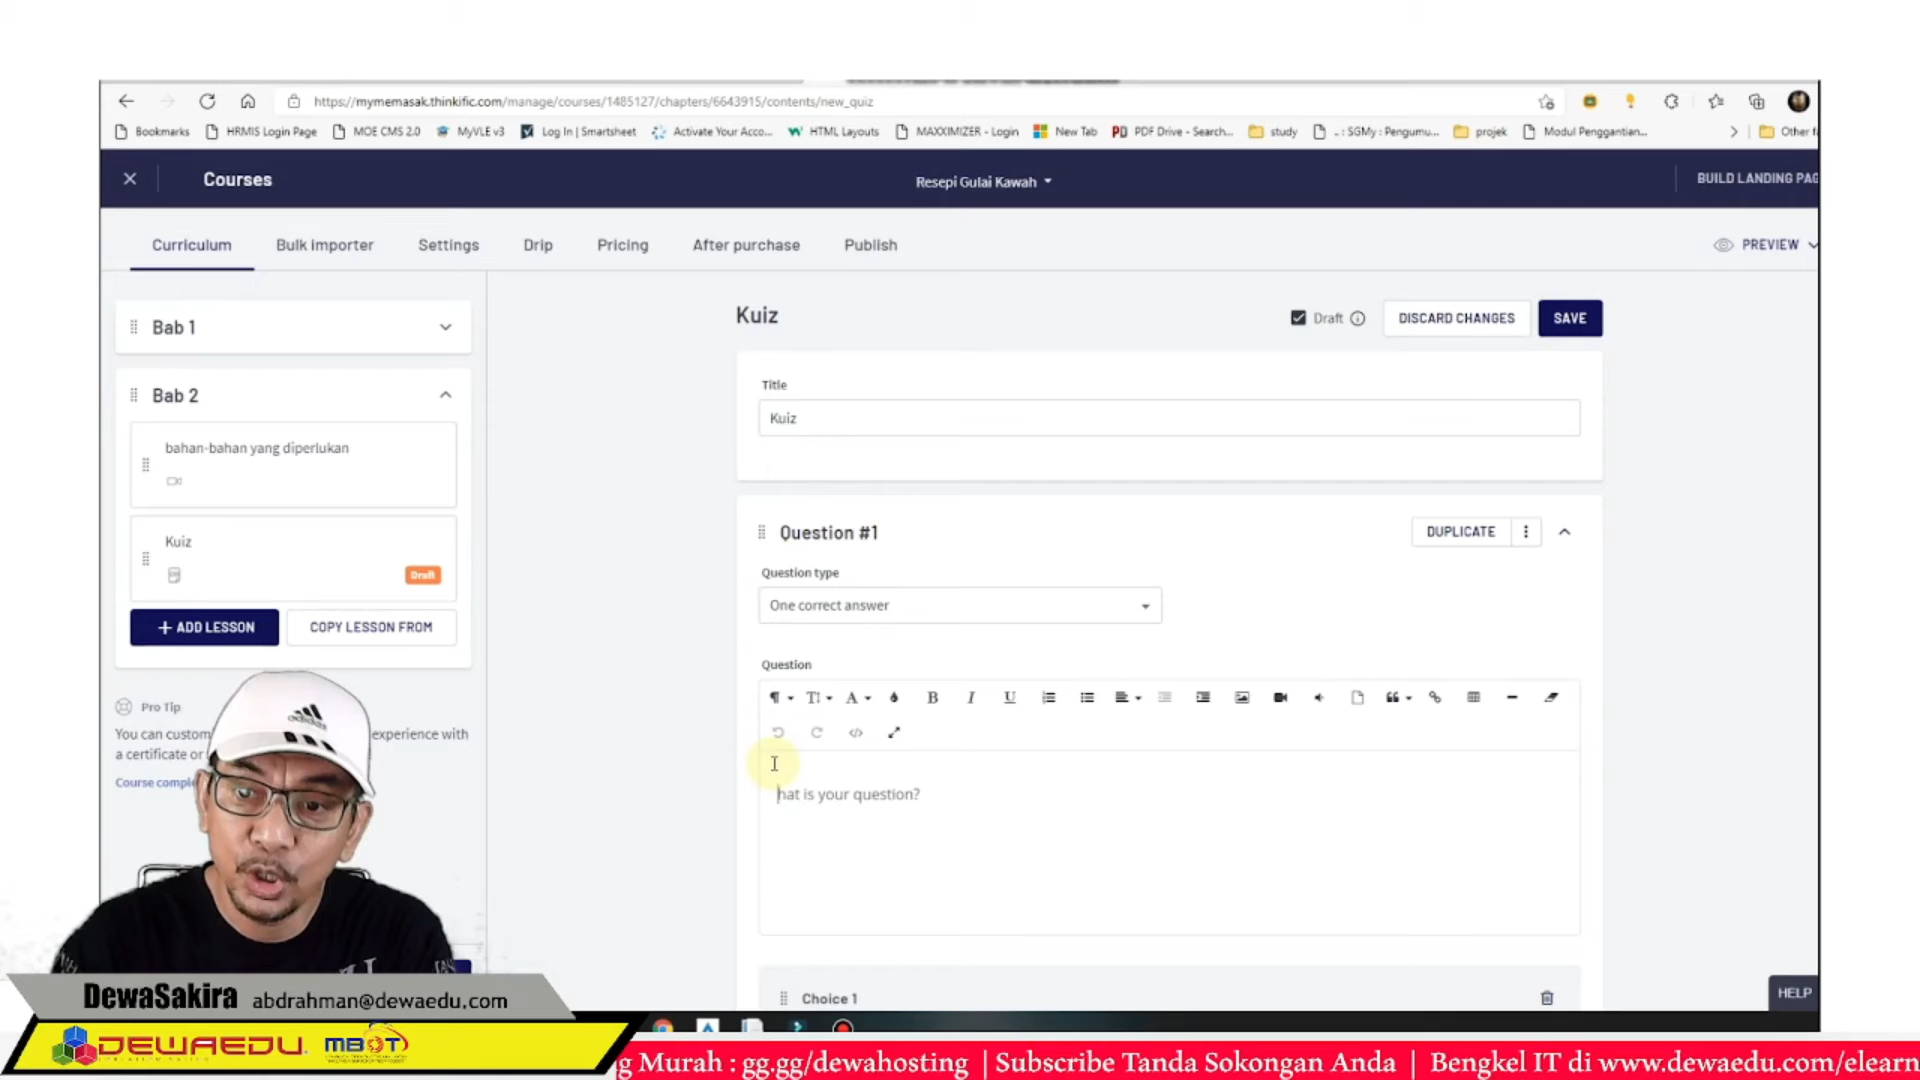 https://mymemasak.thinkific.com/manage/courses/1485127/chapters/6643915/contents/new_quiz
Bookmarks HRMIS Login Page MOE CMS 2.0 MyVLE v3 Log In | Smartsheet Activate Your Acco... HTML Layouts MAXXIMIZER - Login New Tab PDF Drive - Search... study .. : SGMy : Pengumu... projek Modul Penggantian... Other f
Courses
Resepi Gulai Kawah
BUILD LANDING PAG
Curriculum Bulk importer Settings Drip Pricing After purchase Publish
PREVIEW
Bab 1
Bab 2
bahan-bahan yang diperlukan
Kuiz
Draft
+ ADD LESSON COPY LESSON FROM
Pro Tip
You can custom experience with
a certificate or
Course comple
Kuiz
Draft
DISCARD CHANGES
SAVE
Title
Kuiz
Question #1
DUPLICATE
Question type
One correct answer
Question
hat is your question?
Choice 1
HELP
adidas
DewaSakira abdrahman@dewaedu.com
DEWAEDU MBOT
g Murah : gg.gg/dewahosting | Subscribe Tanda Sokongan Anda | Bengkel IT di www.dewaedu.com/elearn